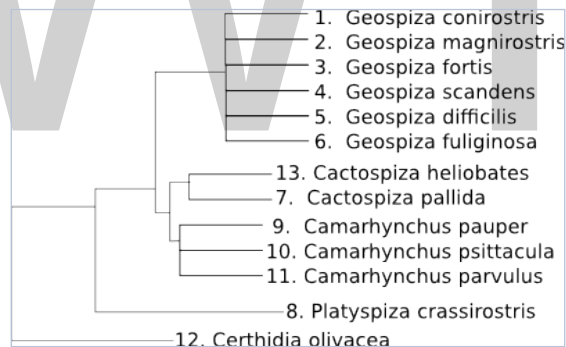 1. Geospiza conirostris
2. Geospiza magnirostris
3. Geospiza fortis
4. Geospiza scandens
5. Geospiza difficilis
6. Geospiza fuliginosa
13. Cactospiza heliobates
7. Cactospiza pallida
9. Camarhynchus pauper
10. Camarhynchus psittacula
11. Camarhynchus parvulus
8. Platyspiza crassirostris
12. Certhidia olivacea